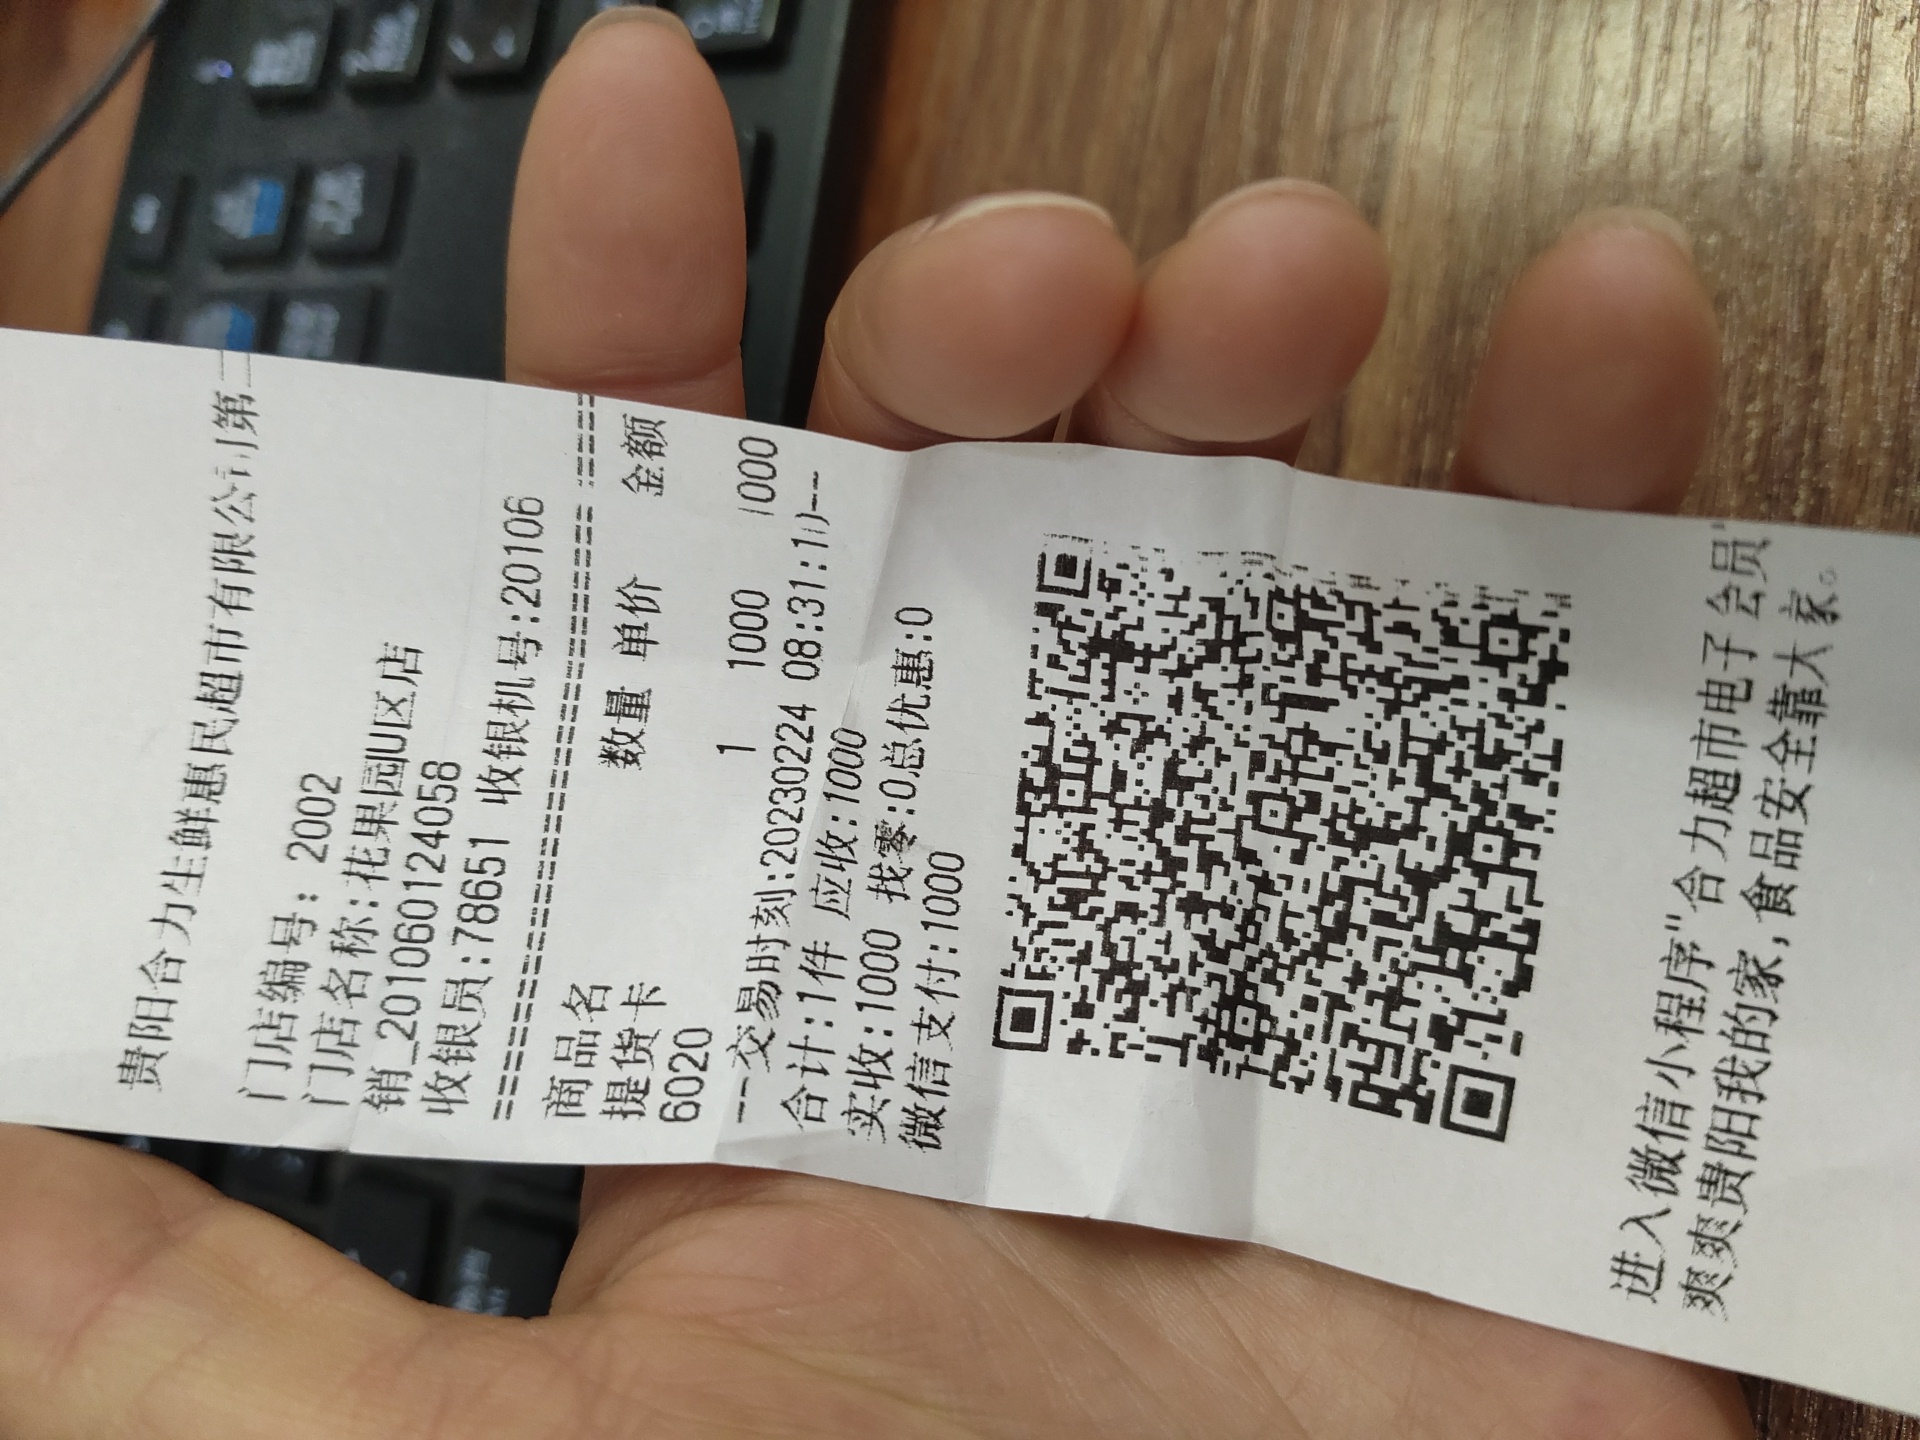 贵阳合力生鲜惠民超市有限公司第二
门店编号: 2002
门店名称:花果园U区店
销_2010601240​58
收银员:78651 收银机号:20106
商品名 数量 单价 金额
提货卡
6020 1 1000 1000
---交易时刻:20230224 08:31:10--
合计:1件 应收:1000
实收:1000 找零:0总优惠:0
微信支付:1000
进入微信小程序"合力超市电子会员"
爽爽贵阳我的家,食品安全靠大家。